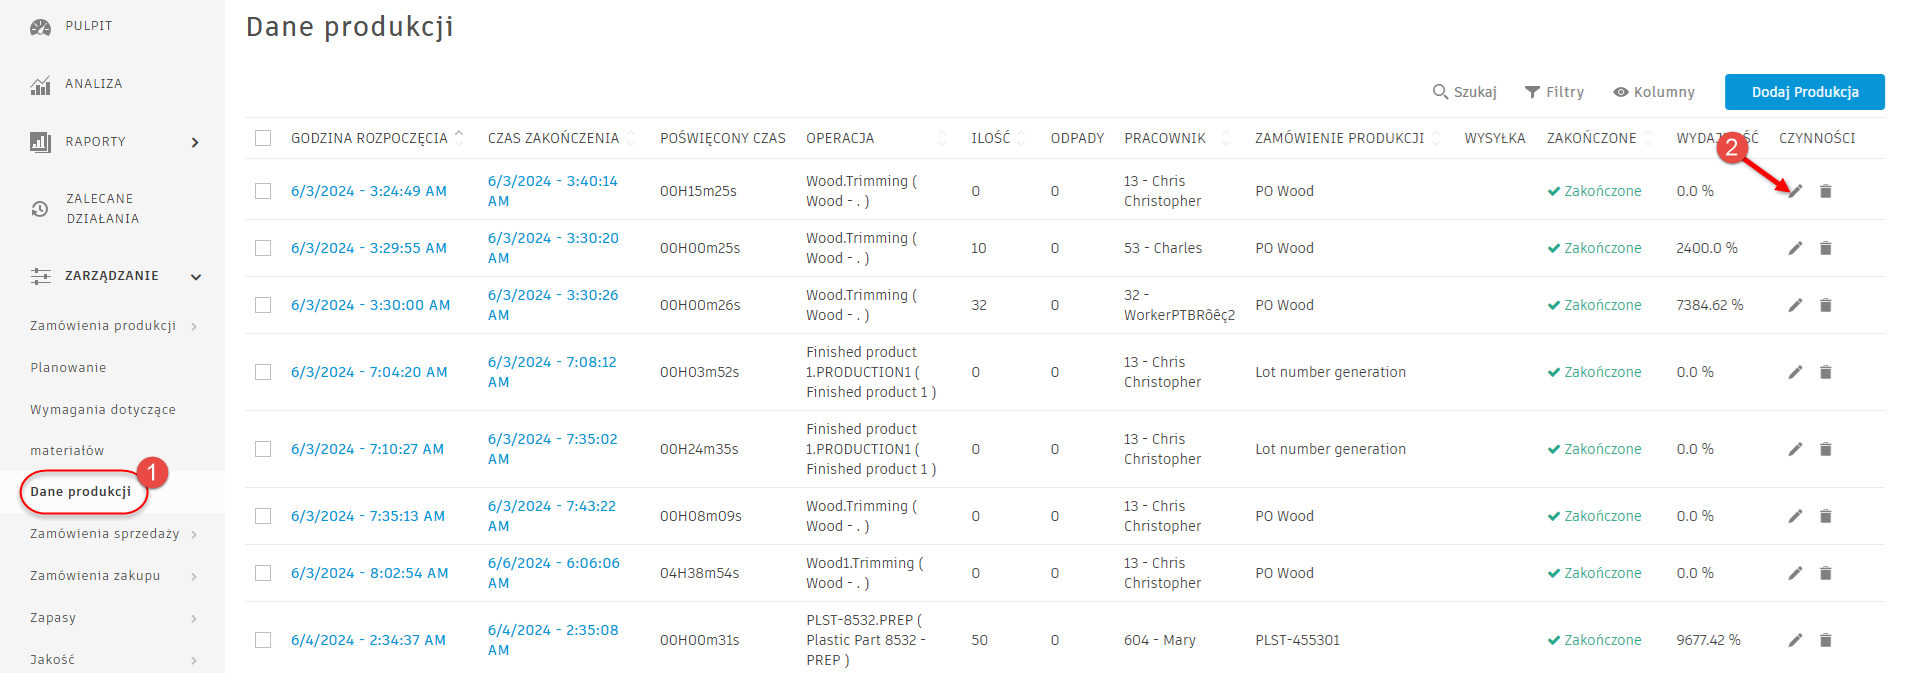 PULPIT
ANALIZA
RAPORTY
ZALECANE
DZIAŁANIA
ZARZĄDZANIE
Zamówienia produkcji
Planowanie
Wymagania dotyczące
materiałów
Dane produkcji
1
Zamówienia sprzedaży
Zamówienia zakupu
Zapasy
Jakość
Dane produkcji
Szukaj Filtry Kolumny Dodaj Produkcja
GODZINA ROZPOCZĘCIA CZAS ZAKOŃCZENIA POŚWIĘCONY CZAS OPERACJA ILOŚĆ ODPADY PRACOWNIK ZAMÓWIENIE PRODUKCJI WYSYŁKA ZAKOŃCZONE CZYNNOŚCI
2
6/3/2024 - 3:24:49 AM 6/3/2024 - 3:40:14 00H15m25s Wood.Trimming ( 0 0 13 - Chris PO Wood Zakończone 0.0 %
AM Wood - . ) Christopher
6/3/2024 - 3:29:55 AM 6/3/2024 - 3:30:20 00H00m25s Wood.Trimming ( 10 0 53 - Charles PO Wood Zakończone 2400.0 %
AM Wood - . )
6/3/2024 - 3:30:00 AM 6/3/2024 - 3:30:26 00H00m26s Wood.Trimming ( 32 0 32 - PO Wood Zakończone 7384.62 %
AM Wood - . ) WorkerPTBRõêç2
Finished product
6/3/2024 - 7:04:20 AM 6/3/2024 - 7:08:12 00H03m52s 1.PRODUCTION1 ( 0 0 13 - Chris Lot number generation Zakończone 0.0 %
AM Finished product 1 ) Christopher
Finished product
6/3/2024 - 7:10:27 AM 6/3/2024 - 7:35:02 00H24m35s 1.PRODUCTION1 ( 0 0 13 - Chris Lot number generation Zakończone 0.0 %
AM Finished product 1 ) Christopher
6/3/2024 - 7:35:13 AM 6/3/2024 - 7:43:22 00H08m09s Wood.Trimming ( 0 0 13 - Chris PO Wood Zakończone 0.0 %
AM Wood - . ) Christopher
6/3/2024 - 8:02:54 AM 6/6/2024 - 6:06:06 04H38m54s Wood1.Trimming ( 0 0 13 - Chris PO Wood Zakończone 0.0 %
AM Wood - . ) Christopher
PLST-8532.PREP (
6/4/2024 - 2:34:37 AM 6/4/2024 - 2:35:08 00H00m31s Plastic Part 8532 - 50 0 604 - Mary PLST-455301 Zakończone 9677.42 %
AM PREP )